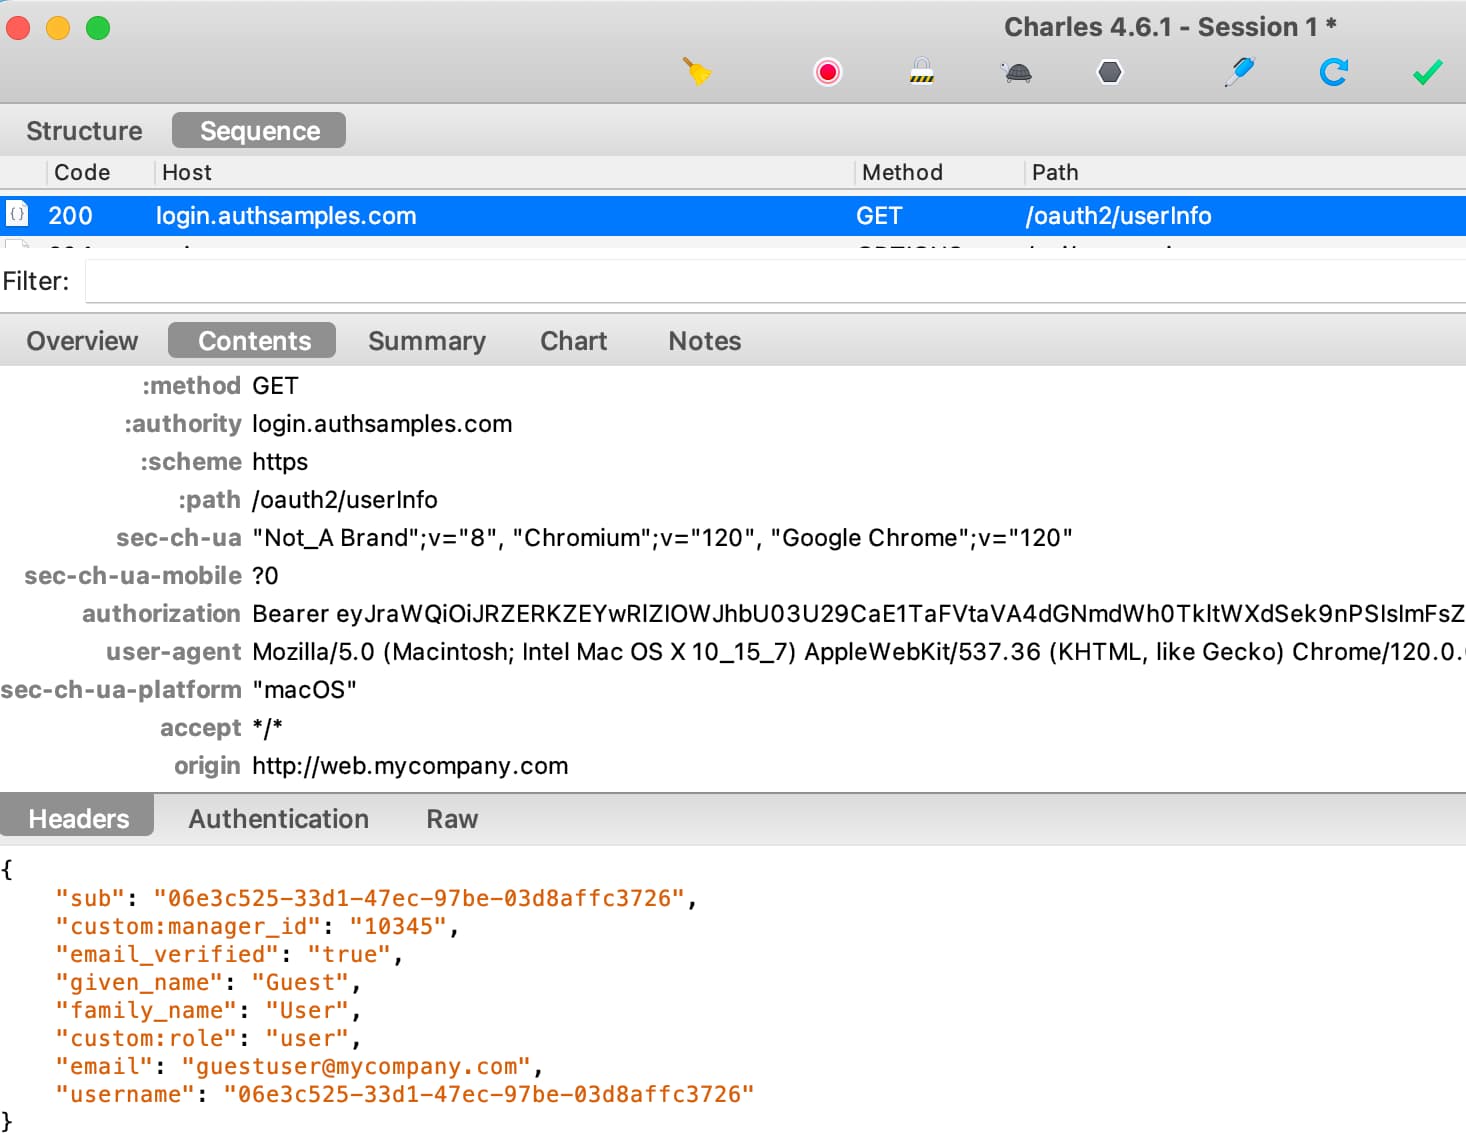 Charles 4.6.1 - Session 1 *
Structure Sequence
Code Host Method Path
{} 200 login.authsamples.com GET /oauth2/userInfo
Filter:
Overview Contents Summary Chart Notes
:method GET
:authority login.authsamples.com
:scheme https
:path /oauth2/userInfo
sec-ch-ua "Not_A Brand";v="8", "Chromium";v="120", "Google Chrome";v="120"
sec-ch-ua-mobile ?0
authorization Bearer
user-agent Mozilla/5.0 (Macintosh; Intel Mac OS X 10_15_7) AppleWebKit/537.36 (KHTML, like Gecko) Chrome/120.0.
sec-ch-ua-platform "macOS"
accept */*
origin http://web.mycompany.com
Headers Authentication Raw
{
"sub": "06e3c525-33d1-47ec-97be-03d8affc3726",
"custom:manager_id": "10345",
"email_verified": "true",
"given_name": "Guest",
"family_name": "User",
"custom:role": "user",
"email": "guestuser@mycompany.com",
"username": "06e3c525-33d1-47ec-97be-03d8affc3726"
}